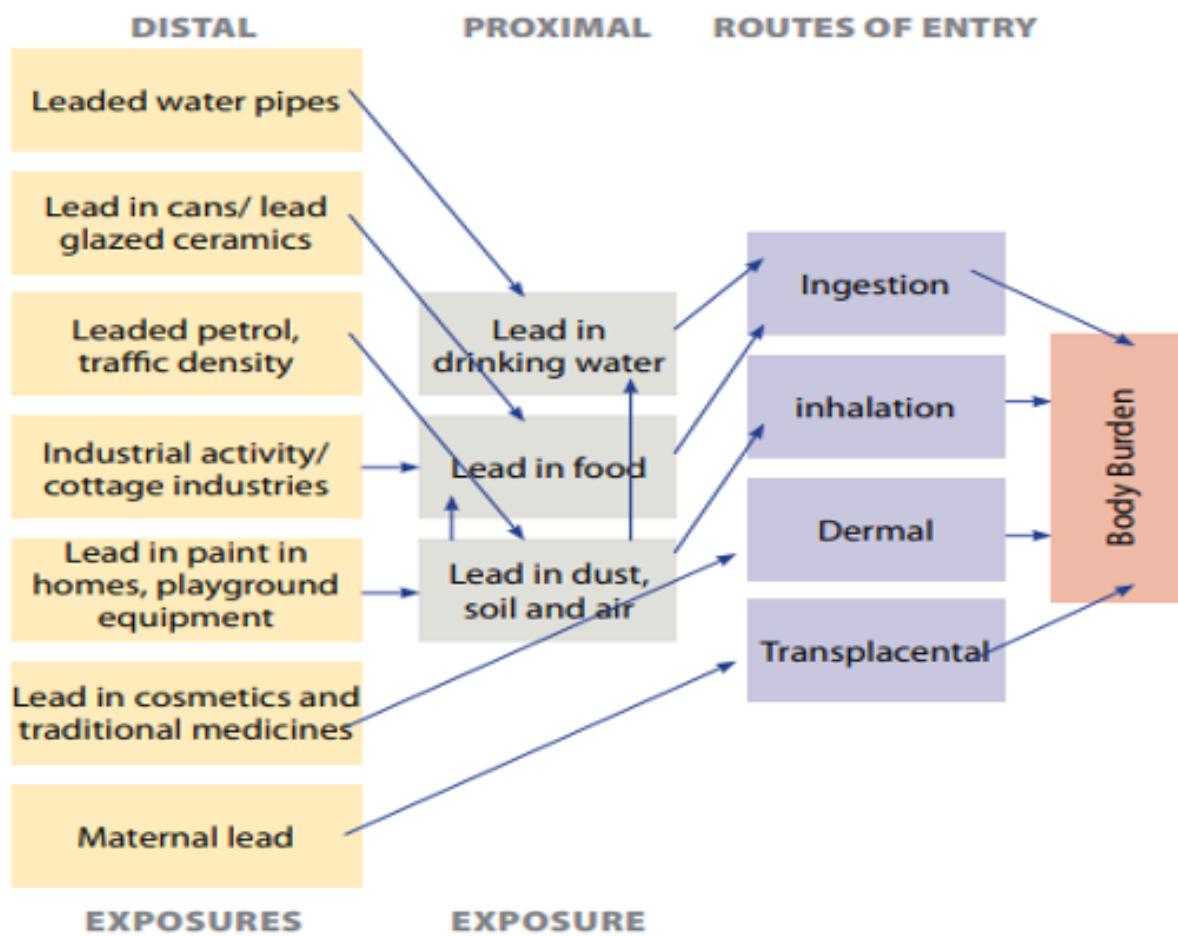 DISTAL
PROXIMAL
ROUTES OF ENTRY
Leaded water pipes
Lead in cans/ lead
glazed ceramics
Leaded petrol,
traffic density
Industrial activity/
cottage industries
Lead in paint in
homes, playground
equipment
Lead in cosmetics and
traditional medicines
Maternal lead
Lead in
drinking water
Lead in food
Lead in dust,
soil and air
Ingestion
inhalation
Dermal
Transplacental
Body Burden
EXPOSURES
EXPOSURE